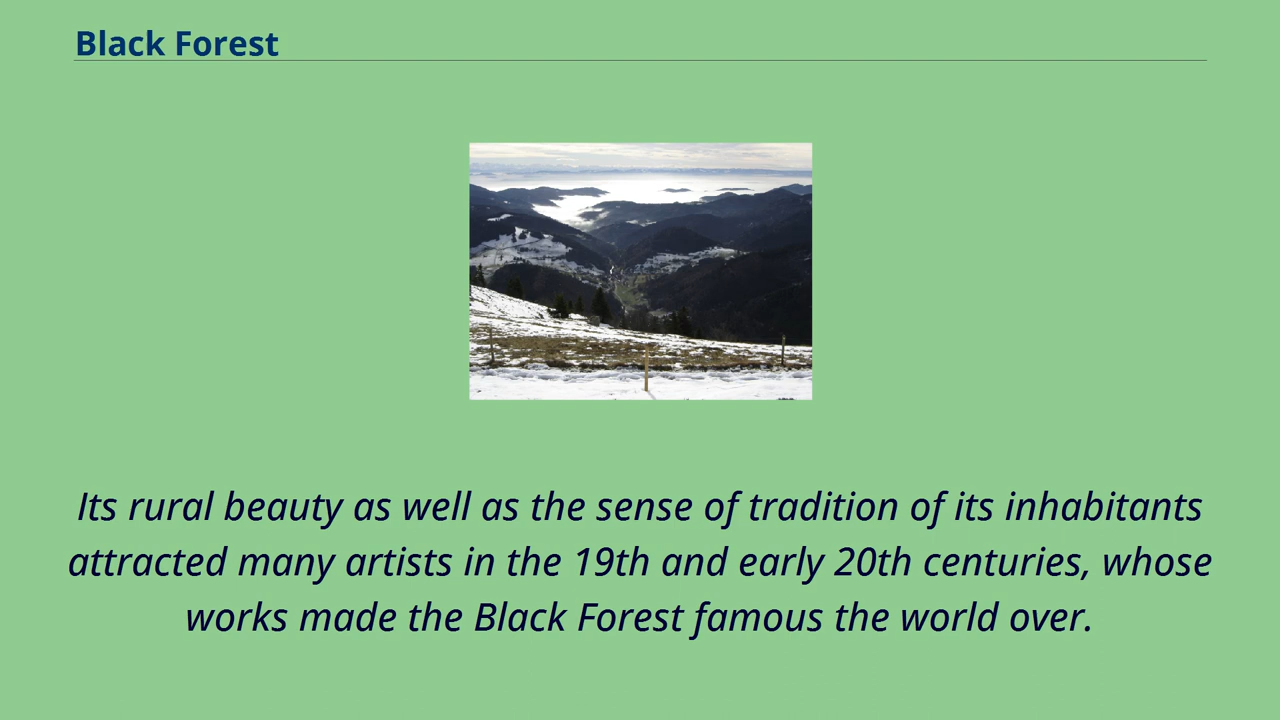 Black Forest
Its rural beauty as well as the sense of tradition of its inhabitants
attracted many artists in the 19th and early 20th centuries, whose
works made the Black Forest famous the world over.